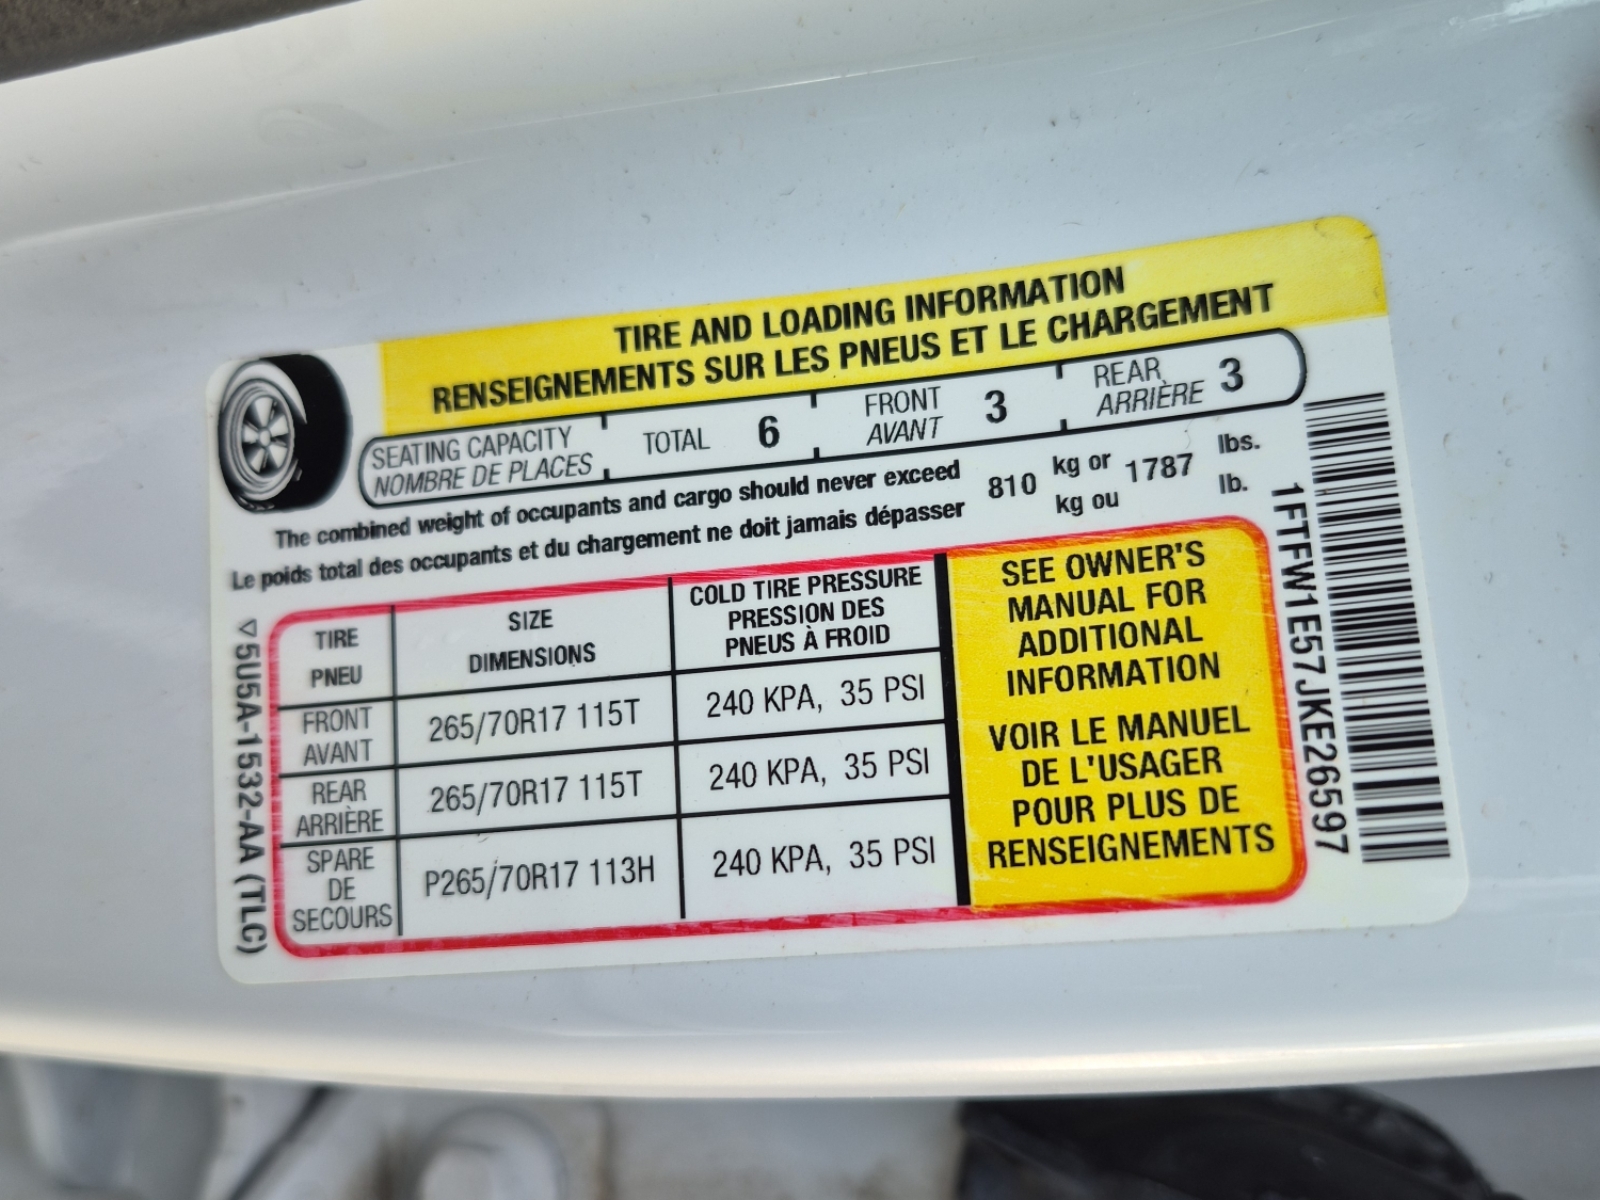 TIRE AND LOADING INFORMATION
RENSEIGNEMENTS SUR LES PNEUS ET LE CHARGEMENT
SEATING CAPACITY
NOMBRE DE PLACES
TOTAL 6
FRONT
AVANT
3
REAR
ARRIÈRE
3
The combined weight of occupants and cargo should never exceed 810 kg or 1787 lbs.
Le poids total des occupants et du chargement ne doit jamais dépasser kg ou lb.
TIRE
PNEU
SIZE
DIMENSIONS
COLD TIRE PRESSURE
PRESSION DES
PNEUS À FROID
FRONT
AVANT
265/70R17 115T
240 KPA, 35 PSI
REAR
ARRIÈRE
265/70R17 115T
240 KPA, 35 PSI
SPARE
DE
SECOURS
P265/70R17 113H
240 KPA, 35 PSI
SEE OWNER'S
MANUAL FOR
ADDITIONAL
INFORMATION
VOIR LE MANUEL
DE L'USAGER
POUR PLUS DE
RENSEIGNEMENTS
▽5U5A-1532-AA (TLC)
1FTFW1E57JKE26597